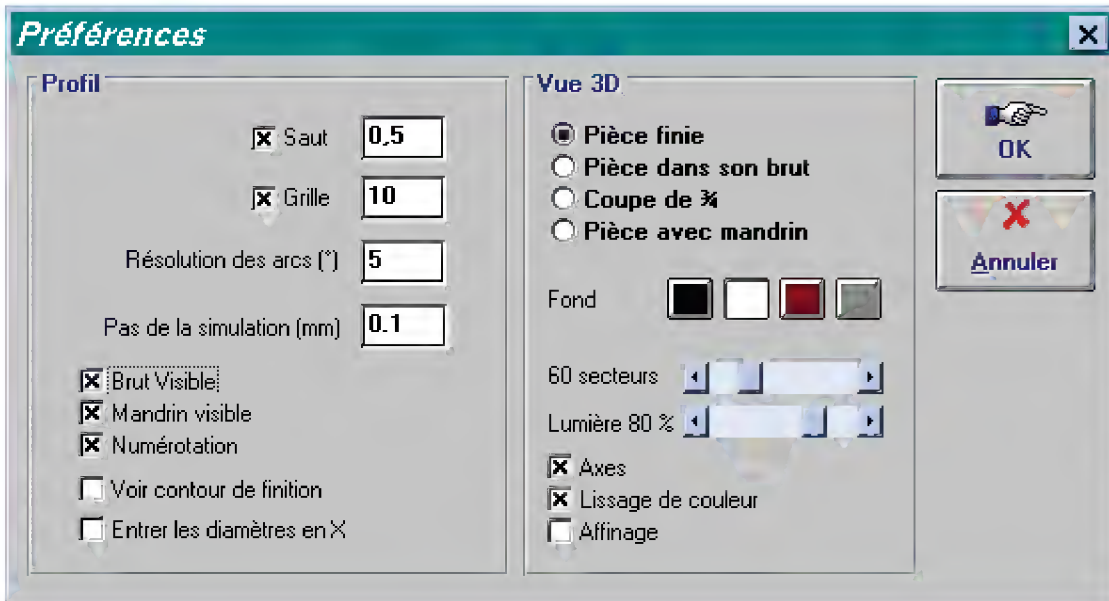 Préférences
Profil
Saut 0,5
Grille 10
Résolution des arcs (°) 5
Pas de la simulation (mm) 0.1
Brut Visible
Mandrin visible
Numérotation
Voir contour de finition
Entrer les diamètres en X
Vue 3D
Pièce finie
Pièce dans son brut
Coupe de ¾
Pièce avec mandrin
Fond
60 secteurs
Lumière 80 %
Axes
Lissage de couleur
Affinage
OK
Annuler